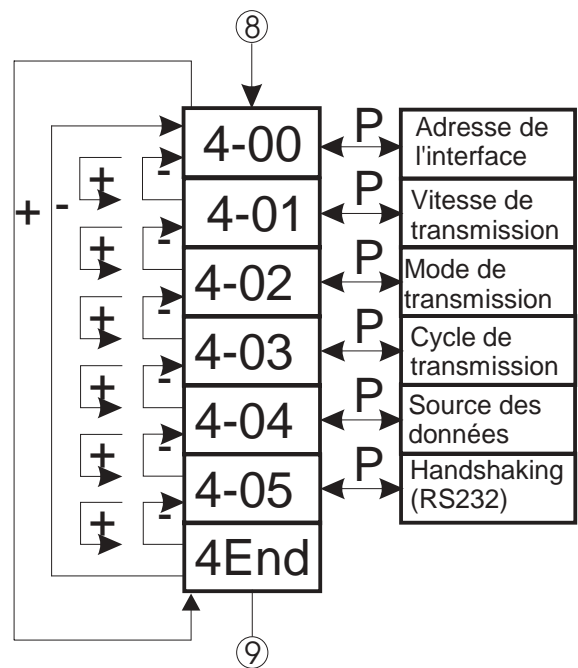 8
4-00
P
Adresse de
l'interface
+
-
+
-
4-01
P
Vitesse de
transmission
+
-
4-02
P
Mode de
transmission
+
-
4-03
P
Cycle de
transmission
+
-
4-04
P
Source des
données
+
-
4-05
P
Handshaking
(RS232)
+
-
4End
9